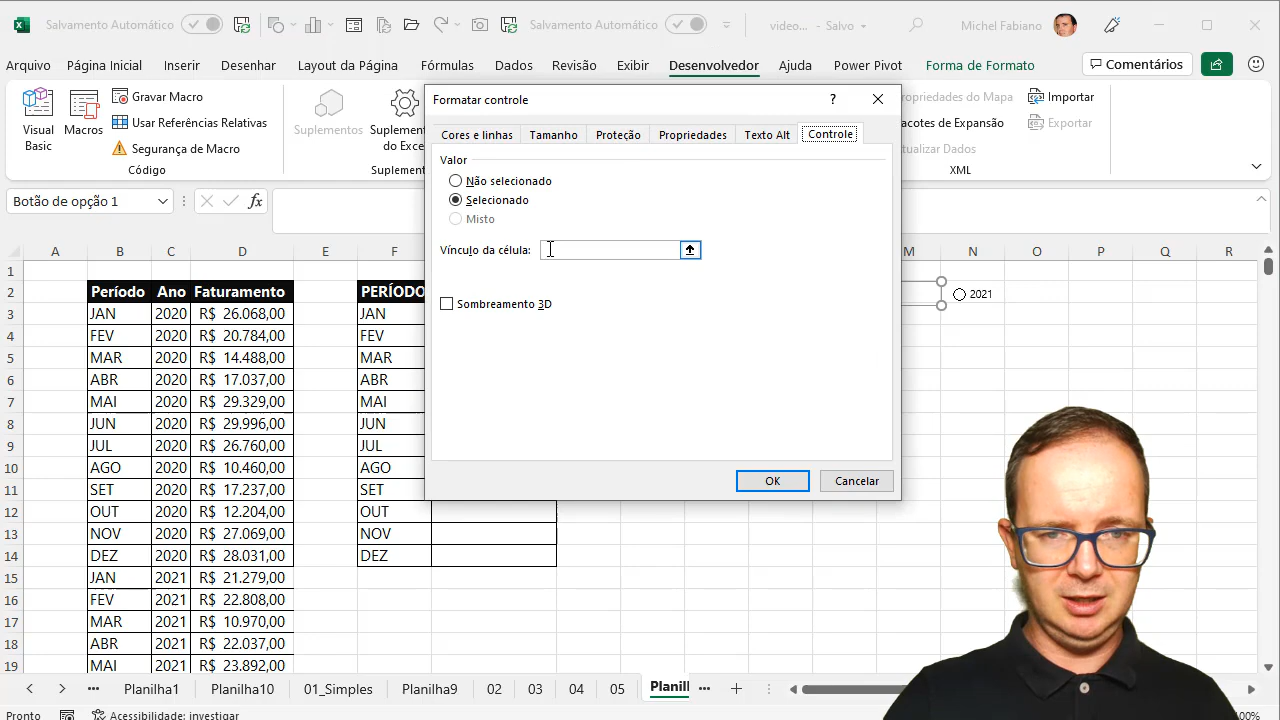 Salvamento Automático
Salvamento Automático
video...
Salvo
Michel Fabiano
Arquivo
Página Inicial
Inserir
Desenhar
Layout da Página
Fórmulas
Dados
Revisão
Exibir
Desenvolvedor
Ajuda
Power Pivot
Forma de Formato
Comentários
Visual Basic
Macros
Gravar Macro
Usar Referências Relativas
Segurança de Macro
Código
Suplementos
Suplement
do Exce
Suplement
ropriedades do Mapa
acotes de Expansão
tualizar Dados
Importar
Exportar
XML
Botão de opção 1
fx
Formatar controle
?
Cores e linhas
Tamanho
Proteção
Propriedades
Texto Alt
Controle
Valor
Não selecionado
Selecionado
Misto
Vínculo da célula:
Sombreamento 3D
OK
Cancelar
A B C D E F M N O P Q R
1
2 Período Ano Faturamento PERÍODO 2021
3 JAN 2020 R$ 26.068,00 JAN
4 FEV 2020 R$ 20.784,00 FEV
5 MAR 2020 R$ 14.488,00 MAR
6 ABR 2020 R$ 17.037,00 ABR
7 MAI 2020 R$ 29.329,00 MAI
8 JUN 2020 R$ 29.996,00 JUN
9 JUL 2020 R$ 26.760,00 JUL
10 AGO 2020 R$ 10.460,00 AGO
11 SET 2020 R$ 17.237,00 SET
12 OUT 2020 R$ 12.204,00 OUT
13 NOV 2020 R$ 27.069,00 NOV
14 DEZ 2020 R$ 28.031,00 DEZ
15 JAN 2021 R$ 21.279,00
16 FEV 2021 R$ 22.808,00
17 MAR 2021 R$ 10.970,00
18 ABR 2021 R$ 22.037,00
19 MAI 2021 R$ 23.892,00
Planilha1
Planilha10
01_Simples
Planilha9
02
03
04
05
Planill
Pronto
Acessibilidade: investigar
100%